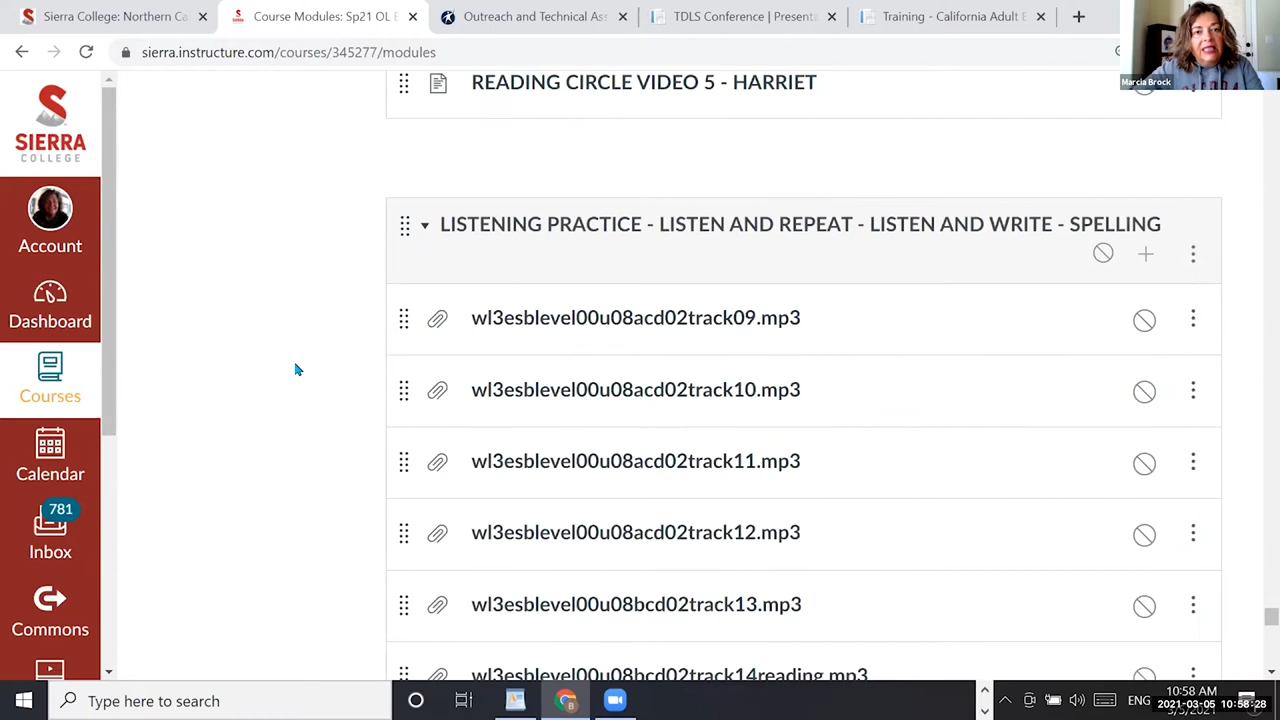 Sierra College: Northern Ca
Course Modules: Sp21 OL E
Outreach and Technical Ass
TDLS Conference | Presenta
Training - California Adult E
sierra.instructure.com/courses/345277/modules
Marcia Brock
SIERRA
COLLEGE
Account
Dashboard
Courses
Calendar
781
Inbox
Commons
READING CIRCLE VIDEO 5 - HARRIET
LISTENING PRACTICE - LISTEN AND REPEAT - LISTEN AND WRITE - SPELLING
wl3esblevel00u08acd02track09.mp3
wl3esblevel00u08acd02track10.mp3
wl3esblevel00u08acd02track11.mp3
wl3esblevel00u08acd02track12.mp3
wl3esblevel00u08bcd02track13.mp3
wl3esblevel00u08bcd02track14reading.mp3
Type here to search
ENG
10:58 AM
2021-03-05 10:58:28